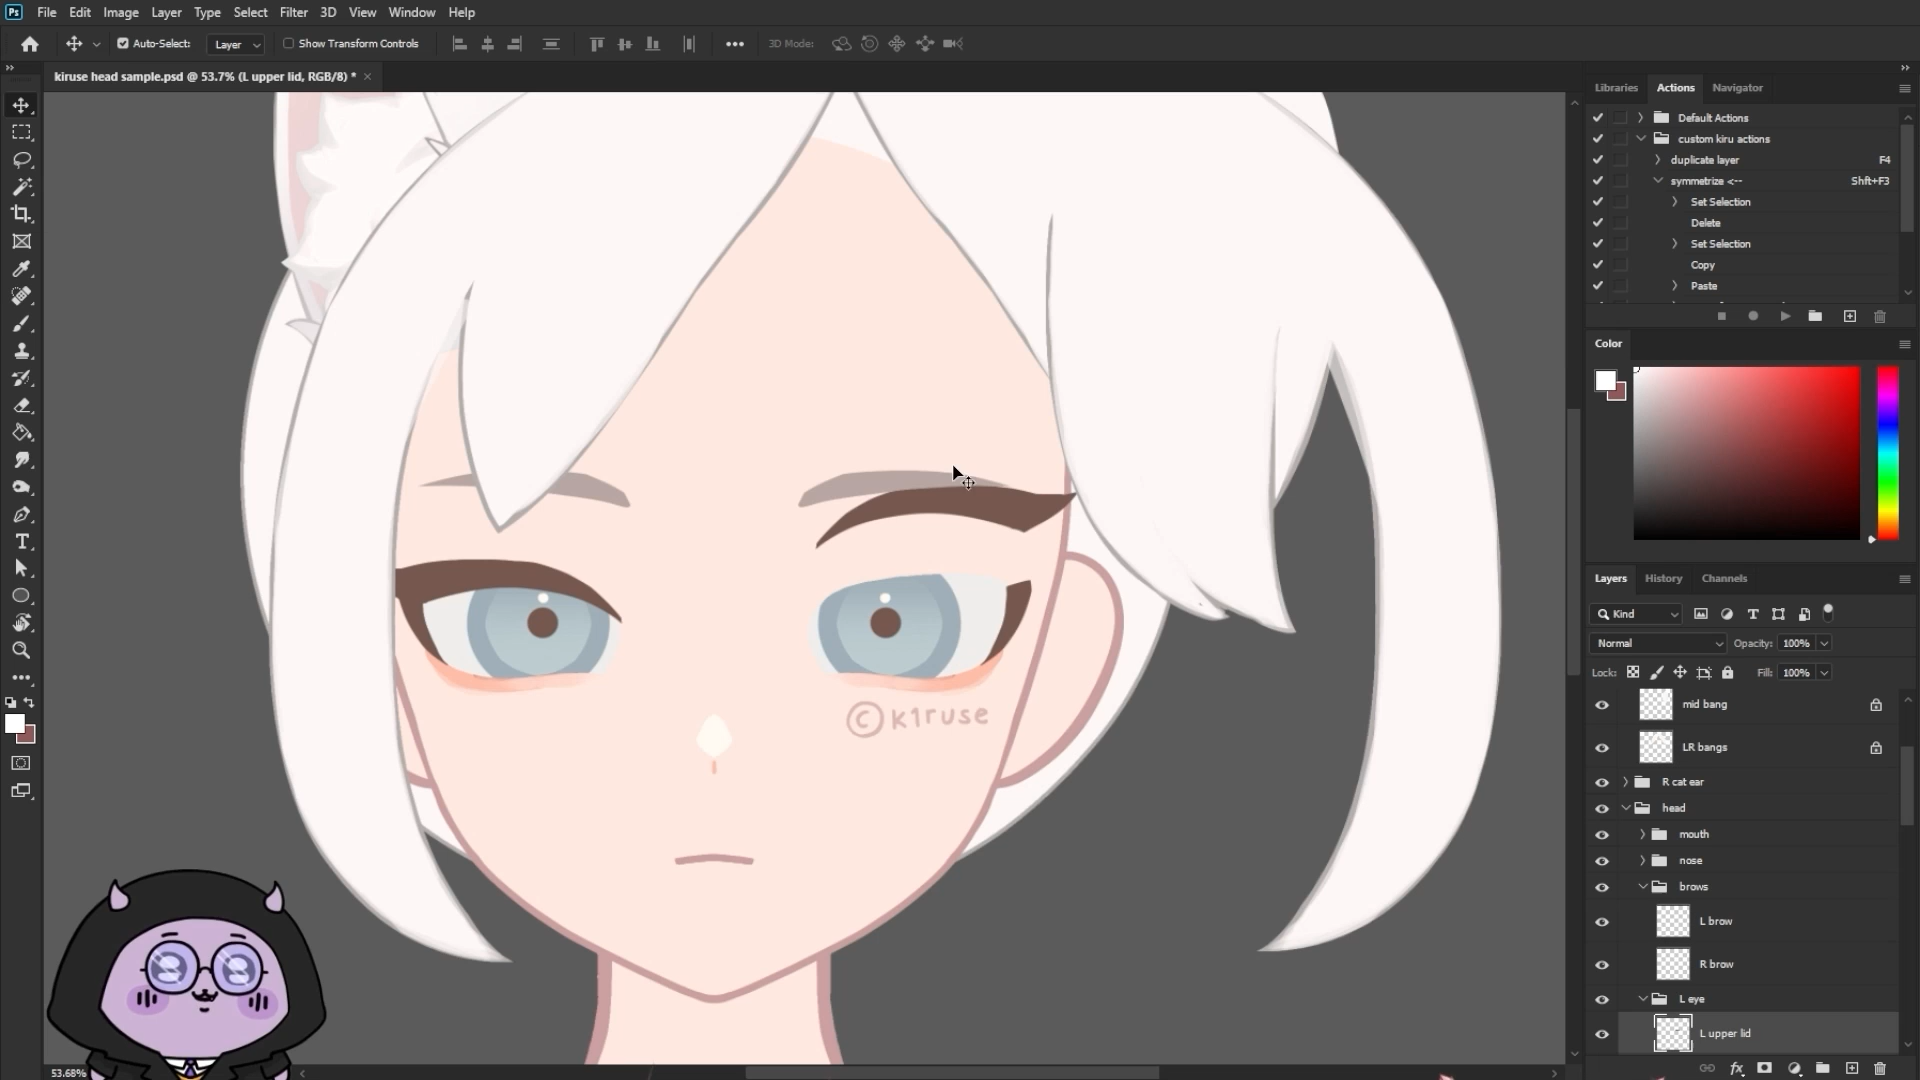 Ps File Edit Image Layer Type Select Filter 3D View Window Help
Auto-Select: Layer Show Transform Controls 3D Mode:
kiruse head sample.psd @ 53.7% (L upper lid, RGB/8) *
Libraries Actions Navigator
Default Actions
custom kiru actions
duplicate layer F4
symmetrize <-- Shft+F3
Set Selection
Delete
Set Selection
Copy
Paste
Color
Layers History Channels
Kind
Normal Opacity: 100%
Lock: Fill: 100%
mid bang
LR bangs
R cat ear
head
mouth
nose
brows
L brow
R brow
L eye
L upper lid
© k1ruse
53.68%